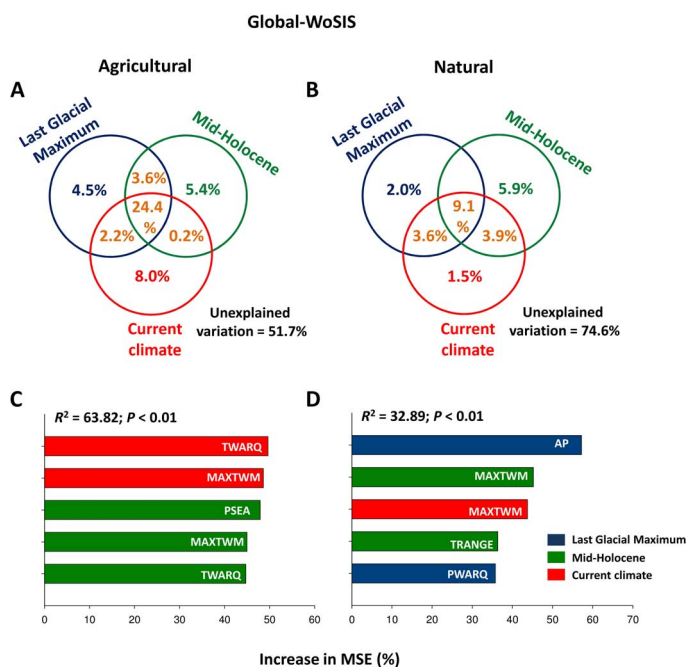 Global-WoSIS
Agricultural
Natural
A
Last Glacial
Maximum
Mid-Holocene
4.5%
3.6%
5.4%
24.4
%
2.2%
0.2%
8.0%
Current
climate
Unexplained
variation = 51.7%
B
Last Glacial
Maximum
Mid-Holocene
2.0%
5.9%
9.1
%
3.6%
3.9%
1.5%
Current
climate
Unexplained
variation = 74.6%
C
R² = 63.82; P < 0.01
TWARQ
MAXTWM
PSEA
MAXTWM
TWARQ
0 10 20 30 40 50 60
D
R² = 32.89; P < 0.01
AP
MAXTWM
MAXTWM
TRANGE
PWARQ
Last Glacial Maximum
Mid-Holocene
Current climate
0 10 20 30 40 50 60 70
Increase in MSE (%)